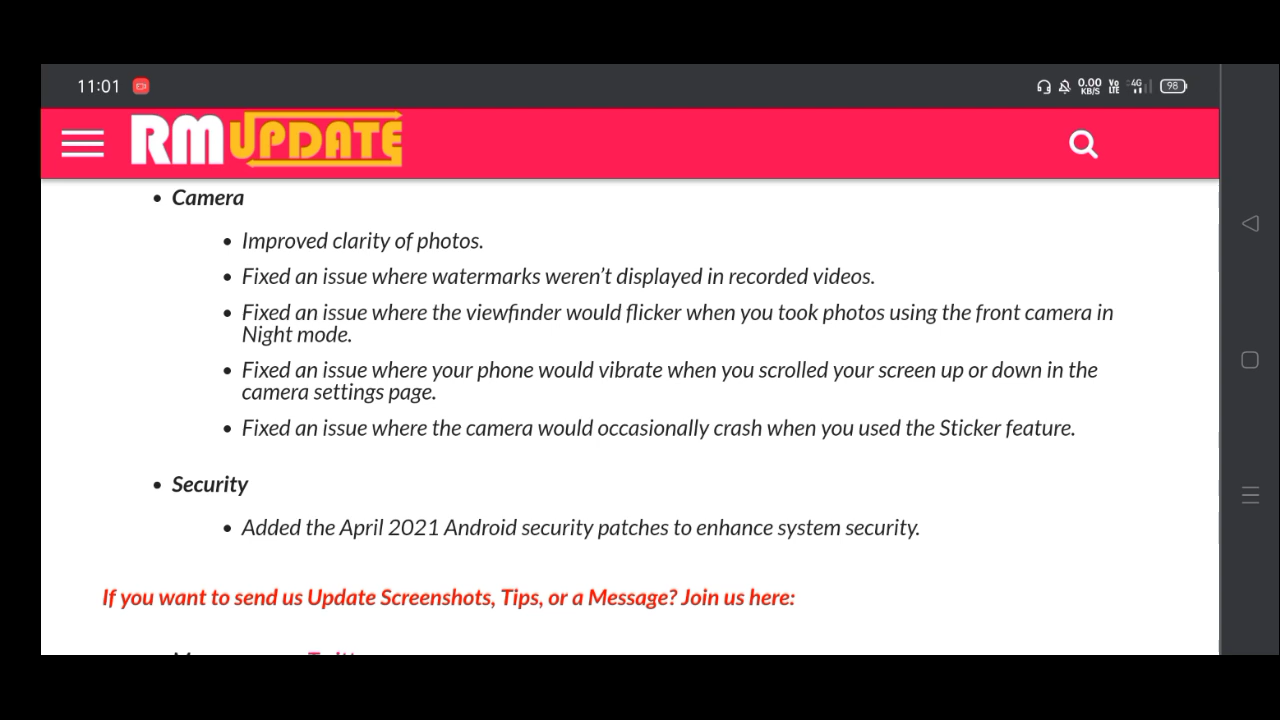 11:01
0.00 KB/S Vo LTE 4G 98
RMUPDATE
• Camera
• Improved clarity of photos.
• Fixed an issue where watermarks weren’t displayed in recorded videos.
• Fixed an issue where the viewfinder would flicker when you took photos using the front camera in
Night mode.
• Fixed an issue where your phone would vibrate when you scrolled your screen up or down in the
camera settings page.
• Fixed an issue where the camera would occasionally crash when you used the Sticker feature.
• Security
• Added the April 2021 Android security patches to enhance system security.
If you want to send us Update Screenshots, Tips, or a Message? Join us here: